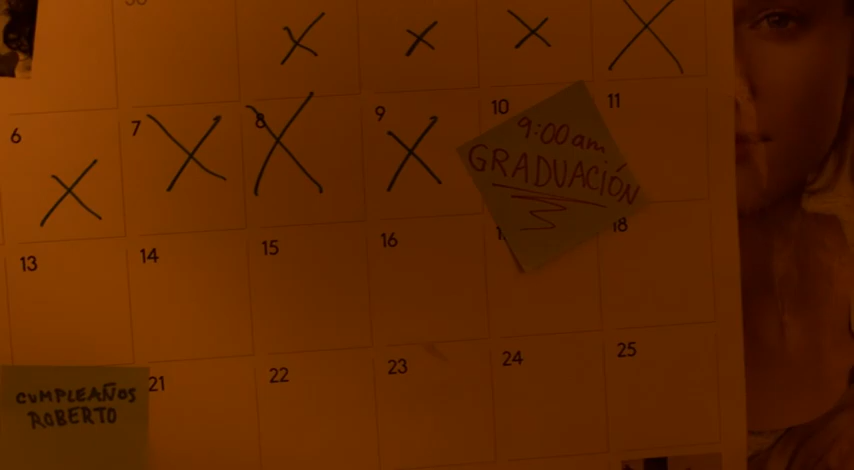 6 7 8 9 10 11
9:00 am
GRADUACIÓN
13 14 15 16 18
CUMPLEAÑOS
ROBERTO
21 22 23 24 25